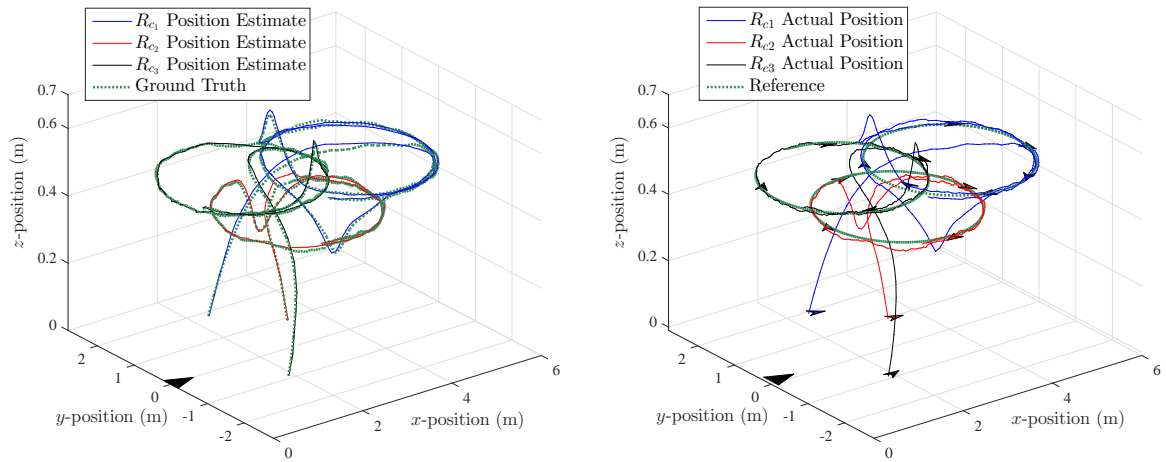 R_{c_1} Position Estimate
R_{c_2} Position Estimate
R_{c_3} Position Estimate
Ground Truth
0.7
0.6
0.4
0.2
0
z-position (m)
2
1
0
-1
-2
y-position (m)
0
2
4
6
x-position (m)
R_{c1} Actual Position
R_{c2} Actual Position
R_{c3} Actual Position
Reference
0.7
0.6
0.4
0.2
0
z-position (m)
2
1
0
-1
-2
y-position (m)
0
2
4
6
x-position (m)